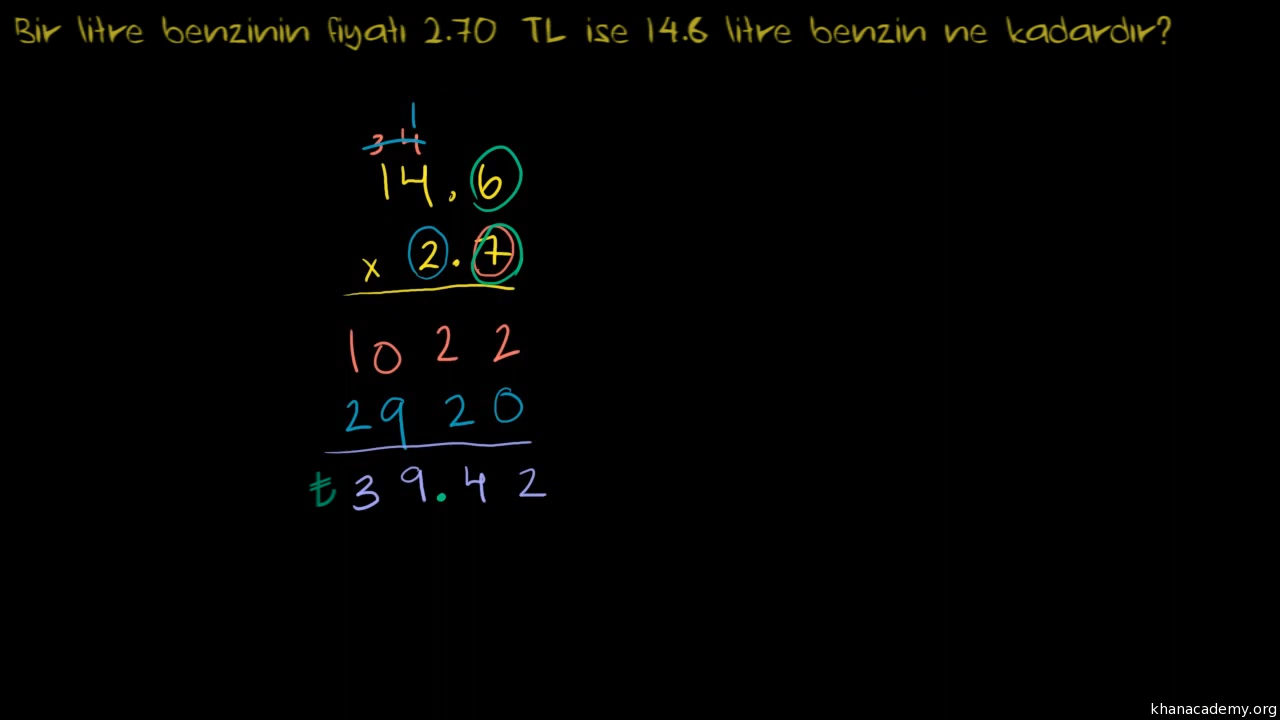 Bir litre benzinin fiyatı 2.70 TL ise 14.6 litre benzin ne kadardır?
1
3 4
14.6
x 2.7
1022
2920
₺39.42
khanacademy.org